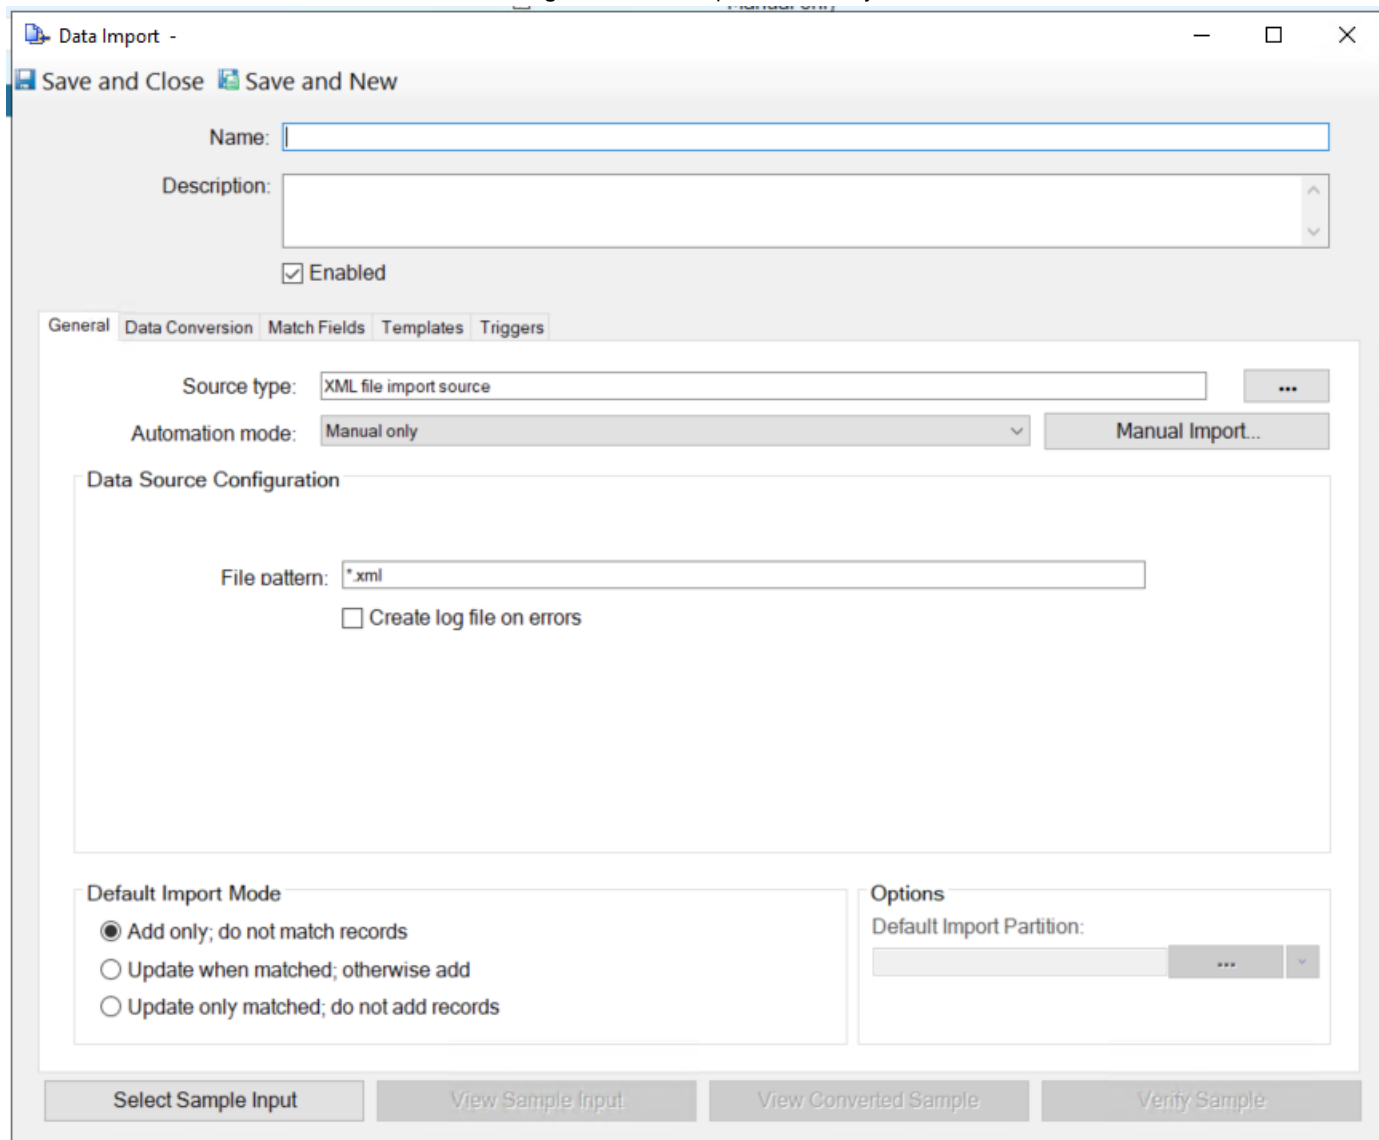 Manual only
Data Import -
Save and Close Save and New
Name:
Description:
Enabled
General Data Conversion Match Fields Templates Triggers
Source type: XML file import source ...
Automation mode: Manual only Manual Import...
Data Source Configuration
File pattern: *.xml
Create log file on errors
Default Import Mode
Add only; do not match records
Update when matched; otherwise add
Update only matched; do not add records
Options
Default Import Partition:
...
Select Sample Input View Sample Input View Converted Sample Verify Sample